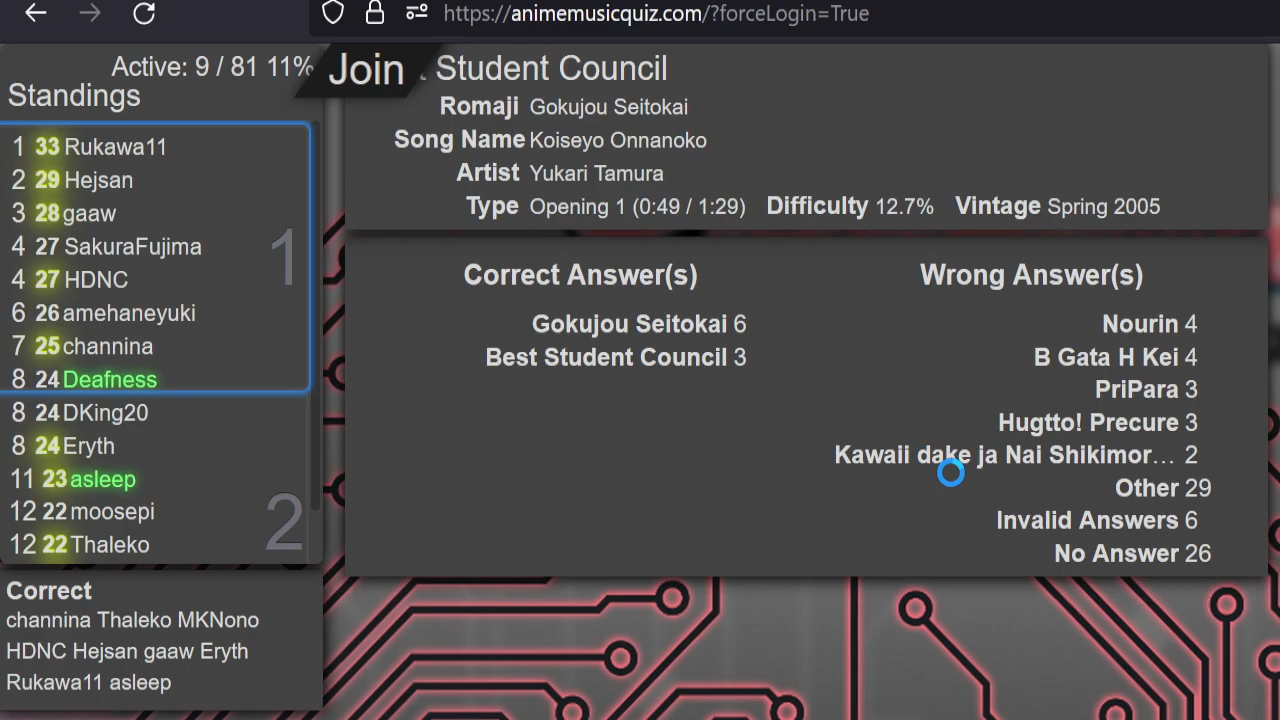 https://animemusicquiz.com/?forceLogin=True
Active: 9 / 81 11%
Join
Student Council
Standings
Romaji Gokujou Seitokai
Song Name Koiseyo Onnanoko
Artist Yukari Tamura
Type Opening 1 (0:49 / 1:29) Difficulty 12.7% Vintage Spring 2005
1 33 Rukawa11
2 29 Hejsan
3 28 gaaw
4 27 SakuraFujima
4 27 HDNC
6 26 amehaneyuki
7 25 channina
8 24 Deafness
1
8 24 DKing20
8 24 Eryth
11 23 asleep
12 22 moosepi
12 22 Thaleko
2
Correct Answer(s)
Gokujou Seitokai 6
Best Student Council 3
Wrong Answer(s)
Nourin 4
B Gata H Kei 4
PriPara 3
Hugtto! Precure 3
Kawaii dake ja Nai Shikimor… 2
Other 29
Invalid Answers 6
No Answer 26
Correct
channina Thaleko MKNono
HDNC Hejsan gaaw Eryth
Rukawa11 asleep